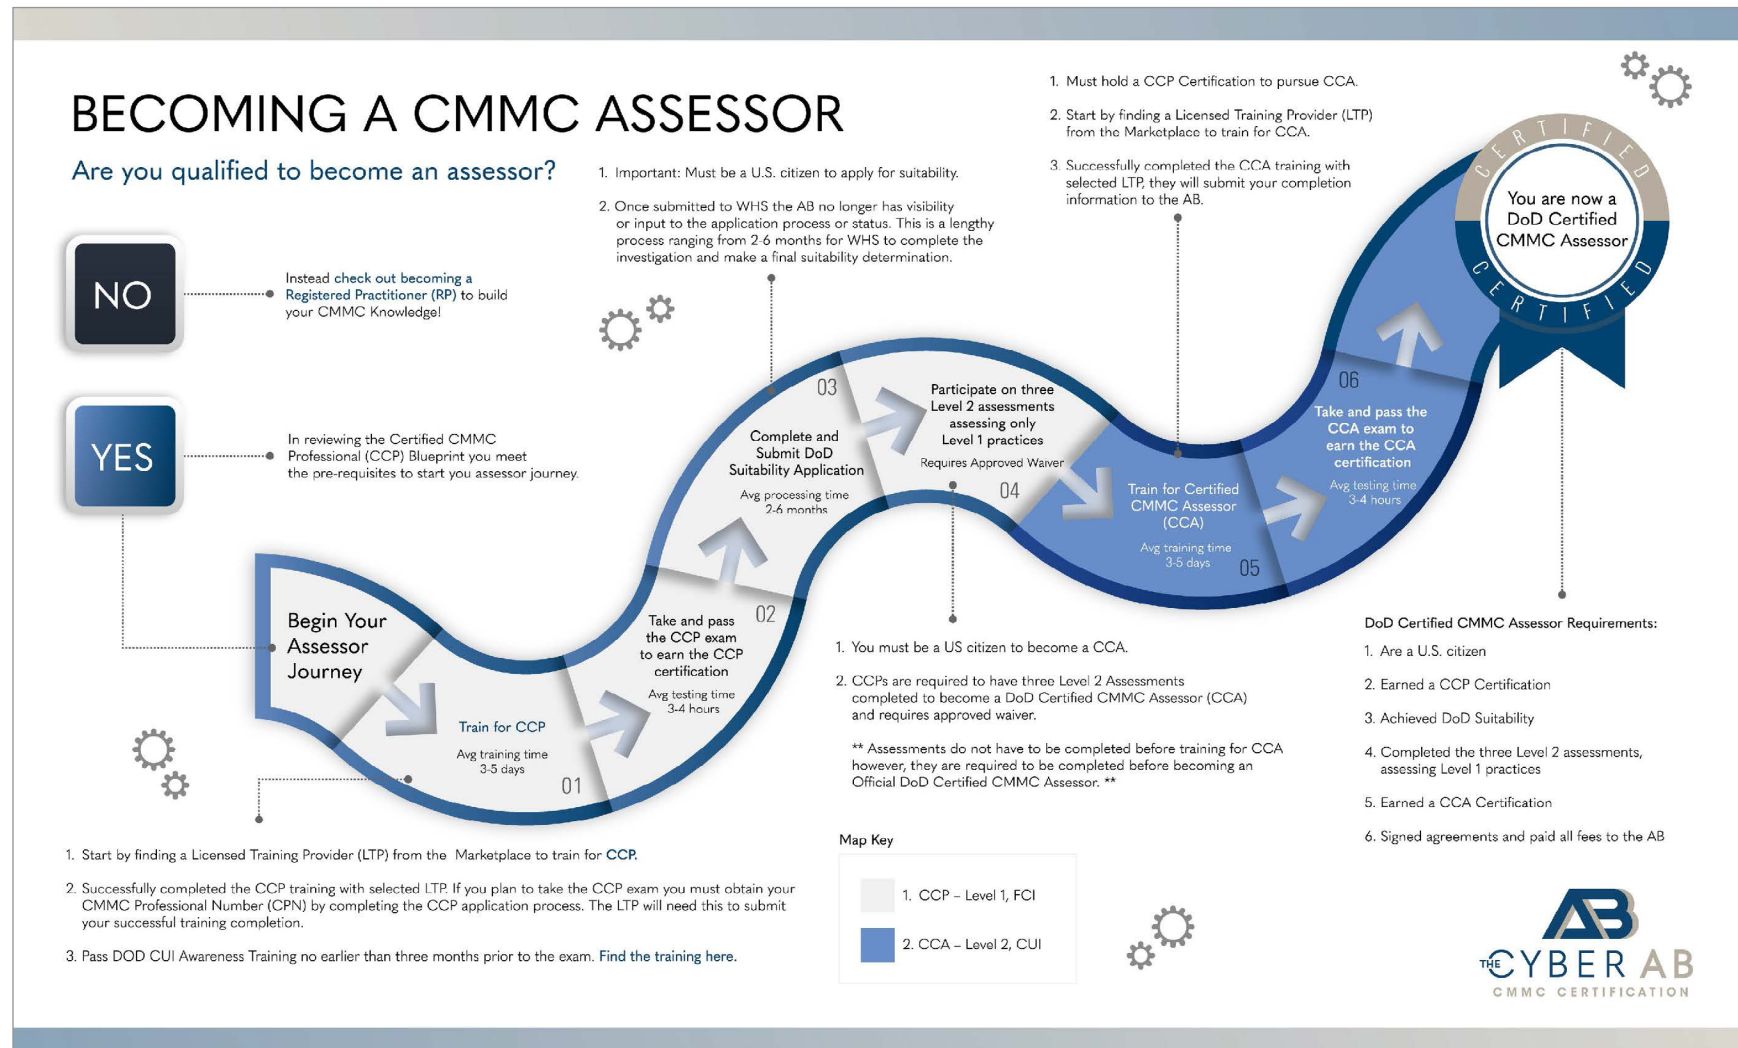 BECOMING A CMMC ASSESSOR
Are you qualified to become an assessor?
NO
Instead check out becoming a
Registered Practitioner (RP) to build
your CMMC Knowledge!
YES
In reviewing the Certified CMMC
Professional (CCP) Blueprint you meet
the pre-requisites to start you assessor journey.
1. Important: Must be a U.S. citizen to apply for suitability.
2. Once submitted to WHS the AB no longer has visibility
or input to the application process or status. This is a lengthy
process ranging from 2-6 months for WHS to complete the
investigation and make a final suitability determination.
1. Must hold a CCP Certification to pursue CCA.
2. Start by finding a Licensed Training Provider (LTP)
from the Marketplace to train for CCA.
3. Successfully completed the CCA training with
selected LTP, they will submit your completion
information to the AB.
CERTIFIED
You are now a
DoD Certified
CMMC Assessor
CERTIFIED
Begin Your
Assessor
Journey
Train for CCP
Avg training time
3-5 days
01
Take and pass
the CCP exam
to earn the CCP
certification
Avg testing time
3-4 hours
02
03
Complete and
Submit DoD
Suitability Application
Avg processing time
2-6 months
Participate on three
Level 2 assessments
assessing only
Level 1 practices
Requires Approved Waiver
04
Train for Certified
CMMC Assessor
(CCA)
Avg training time
3-5 days
05
06
Take and pass the
CCA exam to
earn the CCA
certification
Avg testing time
3-4 hours
1. Start by finding a Licensed Training Provider (LTP) from the Marketplace to train for CCP.
2. Successfully completed the CCP training with selected LTP. If you plan to take the CCP exam you must obtain your
CMMC Professional Number (CPN) by completing the CCP application process. The LTP will need this to submit
your successful training completion.
3. Pass DOD CUI Awareness Training no earlier than three months prior to the exam. Find the training here.
1. You must be a US citizen to become a CCA.
2. CCPs are required to have three Level 2 Assessments
completed to become a DoD Certified CMMC Assessor (CCA)
and requires approved waiver.
** Assessments do not have to be completed before training for CCA
however, they are required to be completed before becoming an
Official DoD Certified CMMC Assessor. **
Map Key
1. CCP – Level 1, FCI
2. CCA – Level 2, CUI
DoD Certified CMMC Assessor Requirements:
1. Are a U.S. citizen
2. Earned a CCP Certification
3. Achieved DoD Suitability
4. Completed the three Level 2 assessments,
assessing Level 1 practices
5. Earned a CCA Certification
6. Signed agreements and paid all fees to the AB
AB
THE CYBER AB
CMMC CERTIFICATION